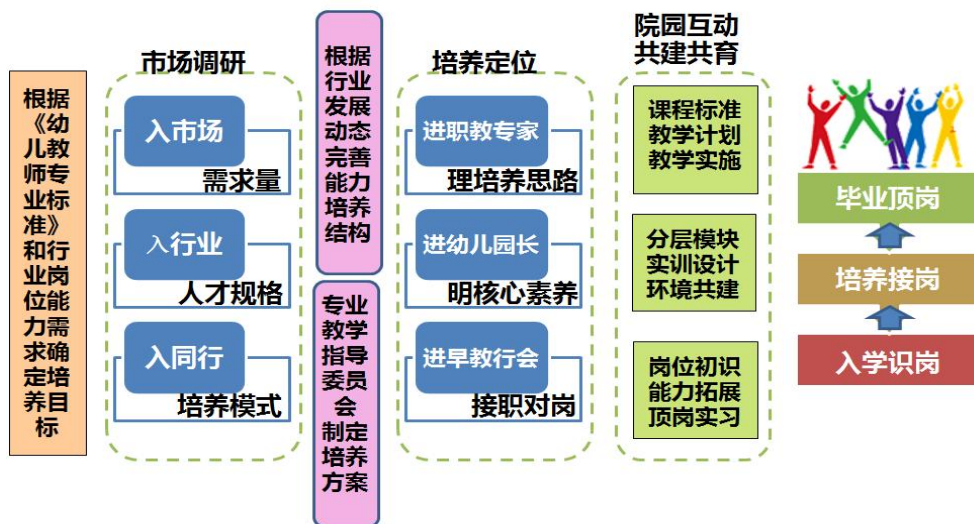 根据
《幼
儿教
师专
业标
准》
和行
业岗
位能
力需
求确
定培
养目
标
市场调研
入市场
需求量
入行业
人才规格
入同行
培养模式
根据
行业
发展
动态
完善
能力
培养
结构
专业
教学
指导
委员
会
制定
培养
方案
培养定位
进职教专家
理培养思路
进幼儿园长
明核心素养
进早教行会
接职对岗
院园互动
共建共育
课程标准
教学计划
教学实施
分层模块
实训设计
环境共建
岗位初识
能力拓展
顶岗实习
毕业顶岗
培养接岗
入学识岗